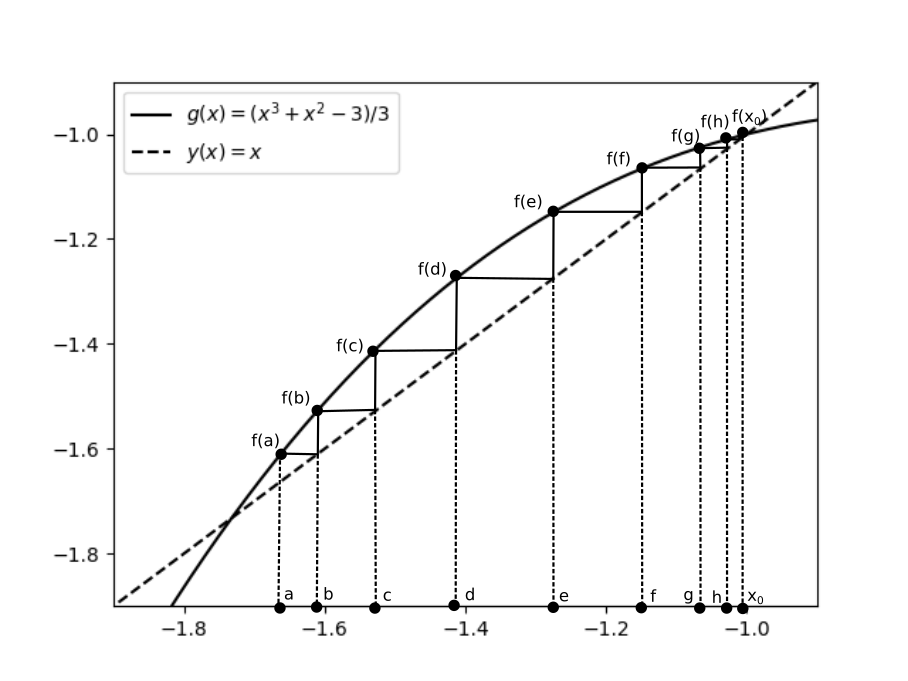 g(x) = (x³ + x² − 3)/3
y(x) = x
−1.0
−1.2
−1.4
−1.6
−1.8
f(x₀)
f(h)
f(g)
f(f)
f(e)
f(d)
f(c)
f(b)
f(a)
a b c d e f g h x₀
−1.8 −1.6 −1.4 −1.2 −1.0